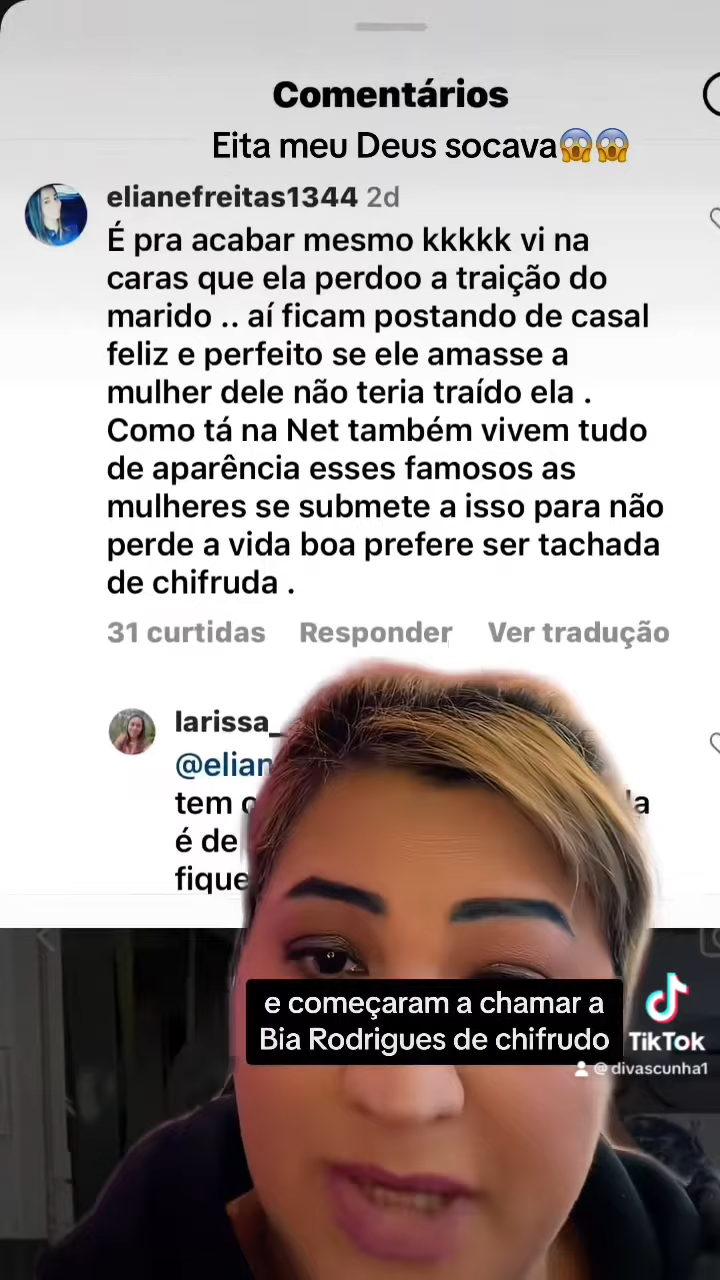 Comentários
Eita meu Deus socava😱😱
elianefreitas1344 2d
É pra acabar mesmo kkkkk vi na
caras que ela perdoo a traição do
marido .. aí ficam postando de casal
feliz e perfeito se ele amasse a
mulher dele não teria traído ela .
Como tá na Net também vivem tudo
de aparência esses famosos as
mulheres se submete a isso para não
perde a vida boa prefere ser tachada
de chifruda .
31 curtidas Responder Ver tradução
larissa_
@elian
tem
é de
fique
e começaram a chamar a
Bia Rodrigues de chifrudo
TikTok
@divascunha1